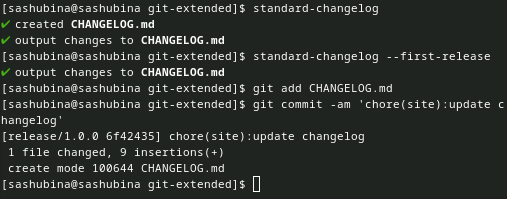 [sashubina@sashubina git-extended]$ standard-changelog
✔ created CHANGELOG.md
✔ output changes to CHANGELOG.md
[sashubina@sashubina git-extended]$ standard-changelog --first-release
✔ output changes to CHANGELOG.md
[sashubina@sashubina git-extended]$ git add CHANGELOG.md
[sashubina@sashubina git-extended]$ git commit -am 'chore(site):update c
hangelog'
[release/1.0.0 6f42435] chore(site):update changelog
 1 file changed, 9 insertions(+)
 create mode 100644 CHANGELOG.md
[sashubina@sashubina git-extended]$